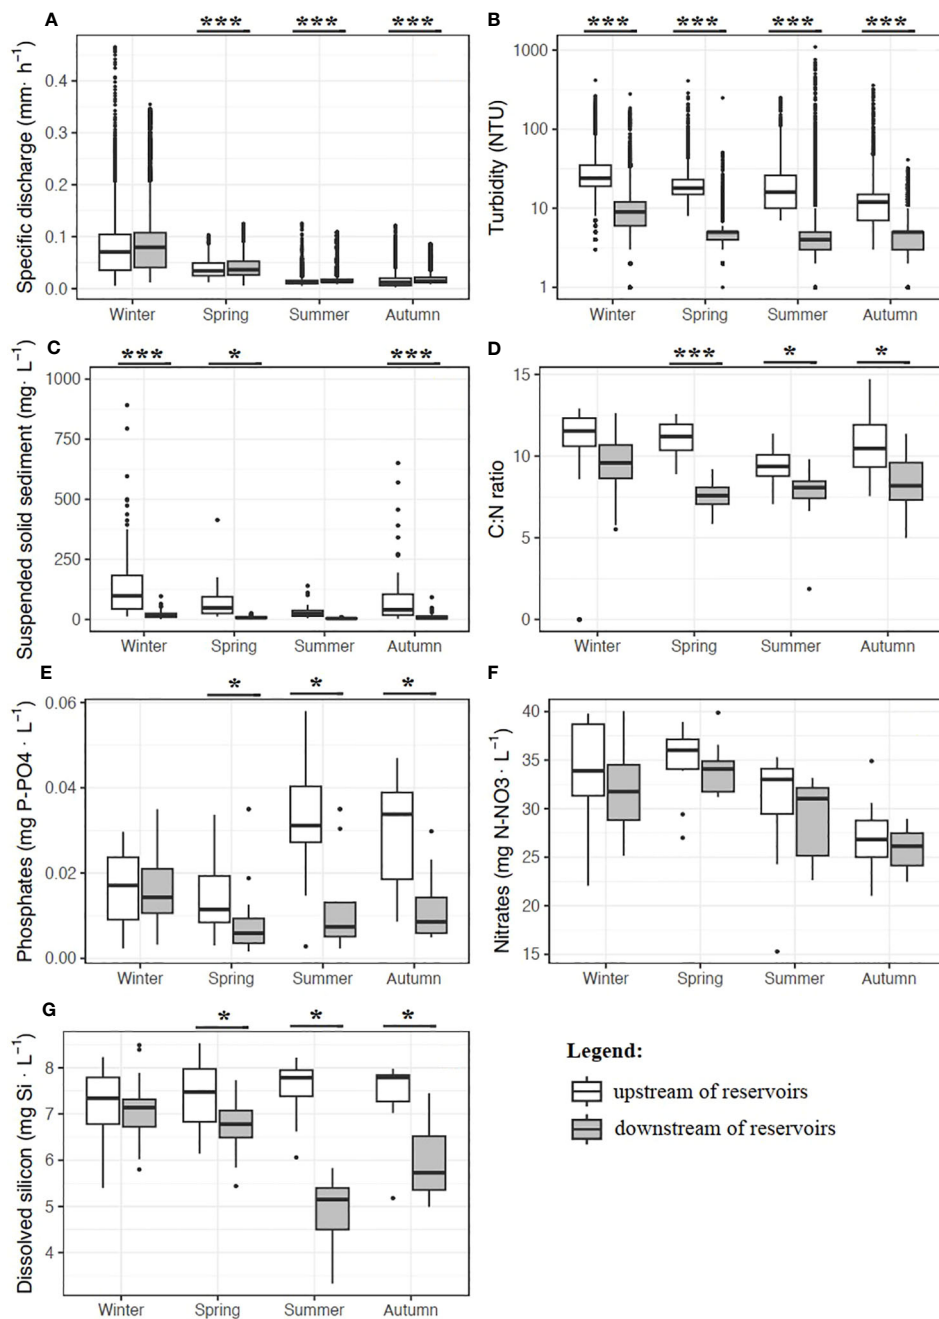 A
*** *** ***
Specific discharge (mm· h⁻¹)
0.4
0.3
0.2
0.1
0.0
Winter Spring Summer Autumn
B
*** *** *** ***
Turbidity (NTU)
1000
100
10
1
Winter Spring Summer Autumn
C
*** * ***
Suspended solid sediment (mg· L⁻¹)
1000
750
500
250
0
Winter Spring Summer Autumn
D
*** * *
C:N ratio
15
10
5
0
Winter Spring Summer Autumn
E
* * *
Phosphates (mg P-PO4 · L⁻¹)
0.06
0.04
0.02
0.00
Winter Spring Summer Autumn
F
Nitrates (mg N-NO3 · L⁻¹)
40
35
30
25
20
15
Winter Spring Summer Autumn
G
* * *
Dissolved silicon (mg Si · L⁻¹)
8
7
6
5
4
Winter Spring Summer Autumn
Legend:
upstream of reservoirs
downstream of reservoirs